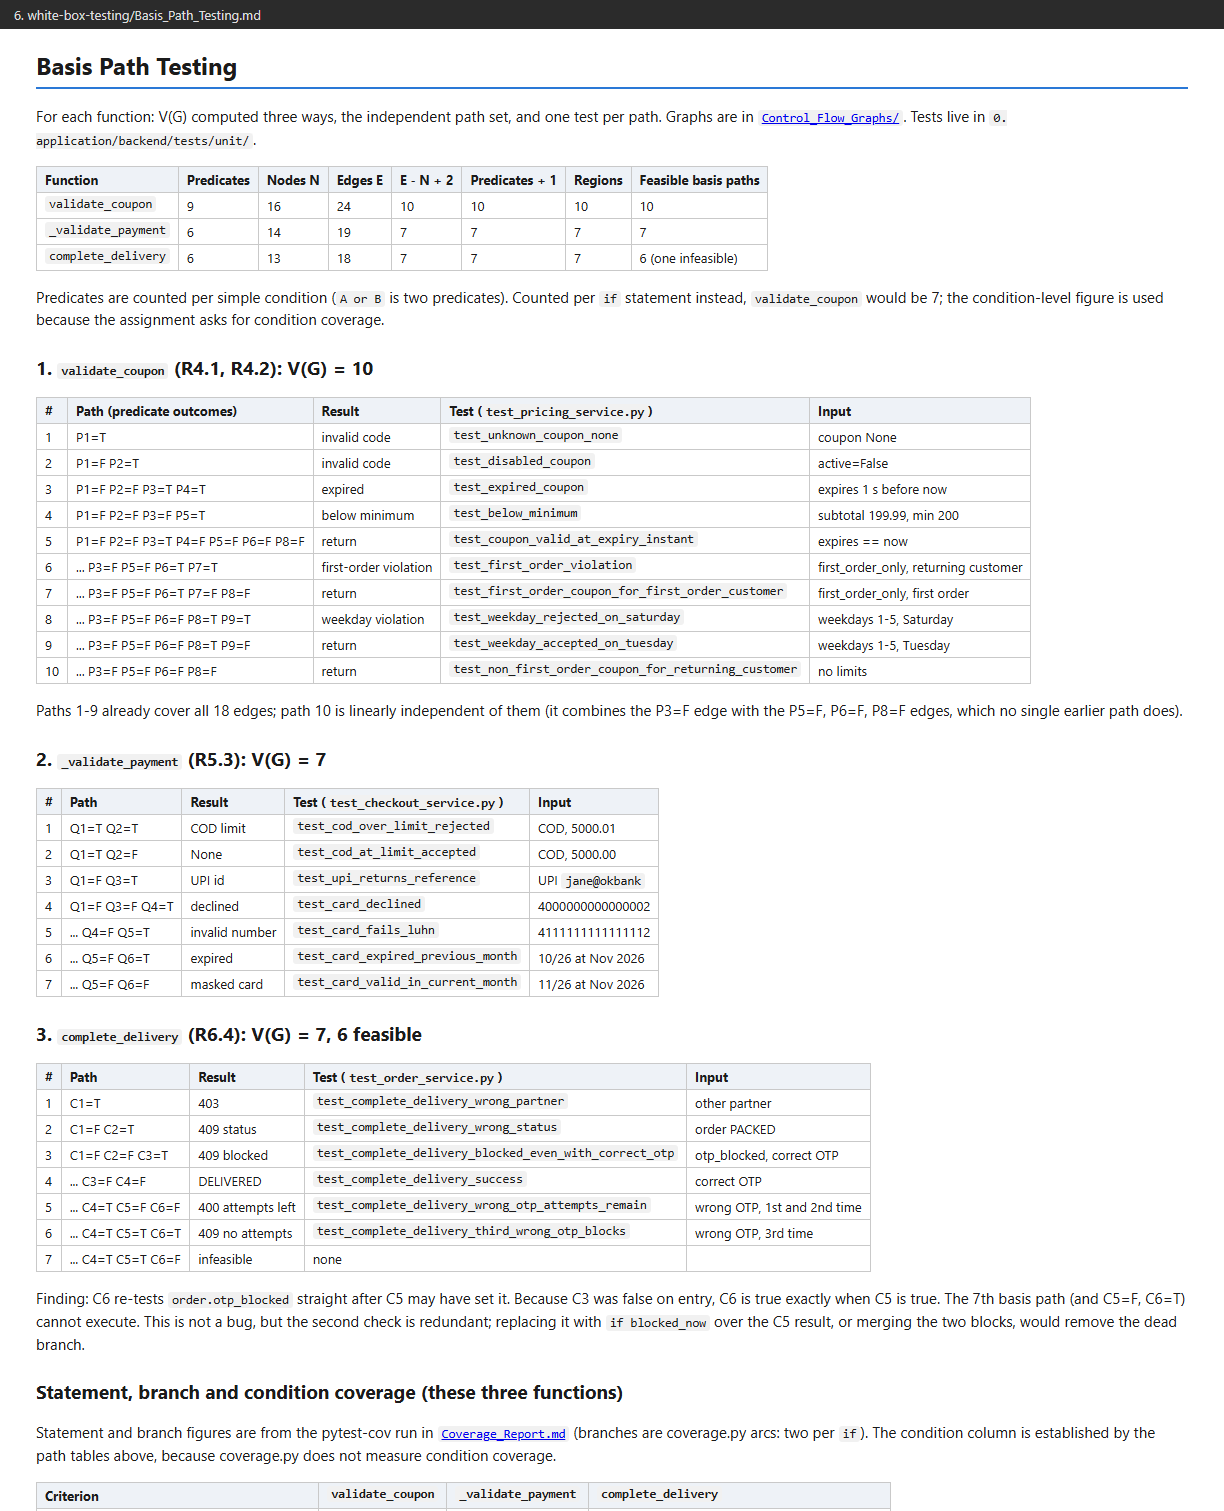 6. white-box-testing/Basis_Path_Testing.md
Basis Path Testing
For each function: V(G) computed three ways, the independent path set, and one test per path. Graphs are in Control_Flow_Graphs/ . Tests live in 0.
application/backend/tests/unit/ .
Function Predicates Nodes N Edges E E - N + 2 Predicates + 1 Regions Feasible basis paths
validate_coupon 9 16 24 10 10 10 10
_validate_payment 6 14 19 7 7 7 7
complete_delivery 6 13 18 7 7 7 6 (one infeasible)
Predicates are counted per simple condition ( A or B is two predicates). Counted per if statement instead, validate_coupon would be 7; the condition-level figure is used
because the assignment asks for condition coverage.
1. validate_coupon (R4.1, R4.2): V(G) = 10
# Path (predicate outcomes) Result Test ( test_pricing_service.py ) Input
1 P1=T invalid code test_unknown_coupon_none coupon None
2 P1=F P2=T invalid code test_disabled_coupon active=False
3 P1=F P2=F P3=T P4=T expired test_expired_coupon expires 1 s before now
4 P1=F P2=F P3=F P5=T below minimum test_below_minimum subtotal 199.99, min 200
5 P1=F P2=F P3=T P4=F P5=F P6=F P8=F return test_coupon_valid_at_expiry_instant expires == now
6 ... P3=F P5=F P6=T P7=T first-order violation test_first_order_violation first_order_only, returning customer
7 ... P3=F P5=F P6=T P7=F P8=F return test_first_order_coupon_for_first_order_customer first_order_only, first order
8 ... P3=F P5=F P6=F P8=T P9=T weekday violation test_weekday_rejected_on_saturday weekdays 1-5, Saturday
9 ... P3=F P5=F P6=F P8=T P9=F return test_weekday_accepted_on_tuesday weekdays 1-5, Tuesday
10 ... P3=F P5=F P6=F P8=F return test_non_first_order_coupon_for_returning_customer no limits
Paths 1-9 already cover all 18 edges; path 10 is linearly independent of them (it combines the P3=F edge with the P5=F, P6=F, P8=F edges, which no single earlier path does).
2. _validate_payment (R5.3): V(G) = 7
# Path Result Test ( test_checkout_service.py ) Input
1 Q1=T Q2=T COD limit test_cod_over_limit_rejected COD, 5000.01
2 Q1=T Q2=F None test_cod_at_limit_accepted COD, 5000.00
3 Q1=F Q3=T UPI id test_upi_returns_reference UPI jane@okbank
4 Q1=F Q3=F Q4=T declined test_card_declined 4000000000000002
5 ... Q4=F Q5=T invalid number test_card_fails_luhn 4111111111111112
6 ... Q5=F Q6=T expired test_card_expired_previous_month 10/26 at Nov 2026
7 ... Q5=F Q6=F masked card test_card_valid_in_current_month 11/26 at Nov 2026
3. complete_delivery (R6.4): V(G) = 7, 6 feasible
# Path Result Test ( test_order_service.py ) Input
1 C1=T 403 test_complete_delivery_wrong_partner other partner
2 C1=F C2=T 409 status test_complete_delivery_wrong_status order PACKED
3 C1=F C2=F C3=T 409 blocked test_complete_delivery_blocked_even_with_correct_otp otp_blocked, correct OTP
4 ... C3=F C4=F DELIVERED test_complete_delivery_success correct OTP
5 ... C4=T C5=F C6=F 400 attempts left test_complete_delivery_wrong_otp_attempts_remain wrong OTP, 1st and 2nd time
6 ... C4=T C5=T C6=T 409 no attempts test_complete_delivery_third_wrong_otp_blocks wrong OTP, 3rd time
7 ... C4=T C5=T C6=F infeasible none
Finding: C6 re-tests order.otp_blocked straight after C5 may have set it. Because C3 was false on entry, C6 is true exactly when C5 is true. The 7th basis path (and C5=F, C6=T)
cannot execute. This is not a bug, but the second check is redundant; replacing it with if blocked_now over the C5 result, or merging the two blocks, would remove the dead
branch.
Statement, branch and condition coverage (these three functions)
Statement and branch figures are from the pytest-cov run in Coverage_Report.md (branches are coverage.py arcs: two per if ). The condition column is established by the
path tables above, because coverage.py does not measure condition coverage.
Criterion validate_coupon _validate_payment complete_delivery